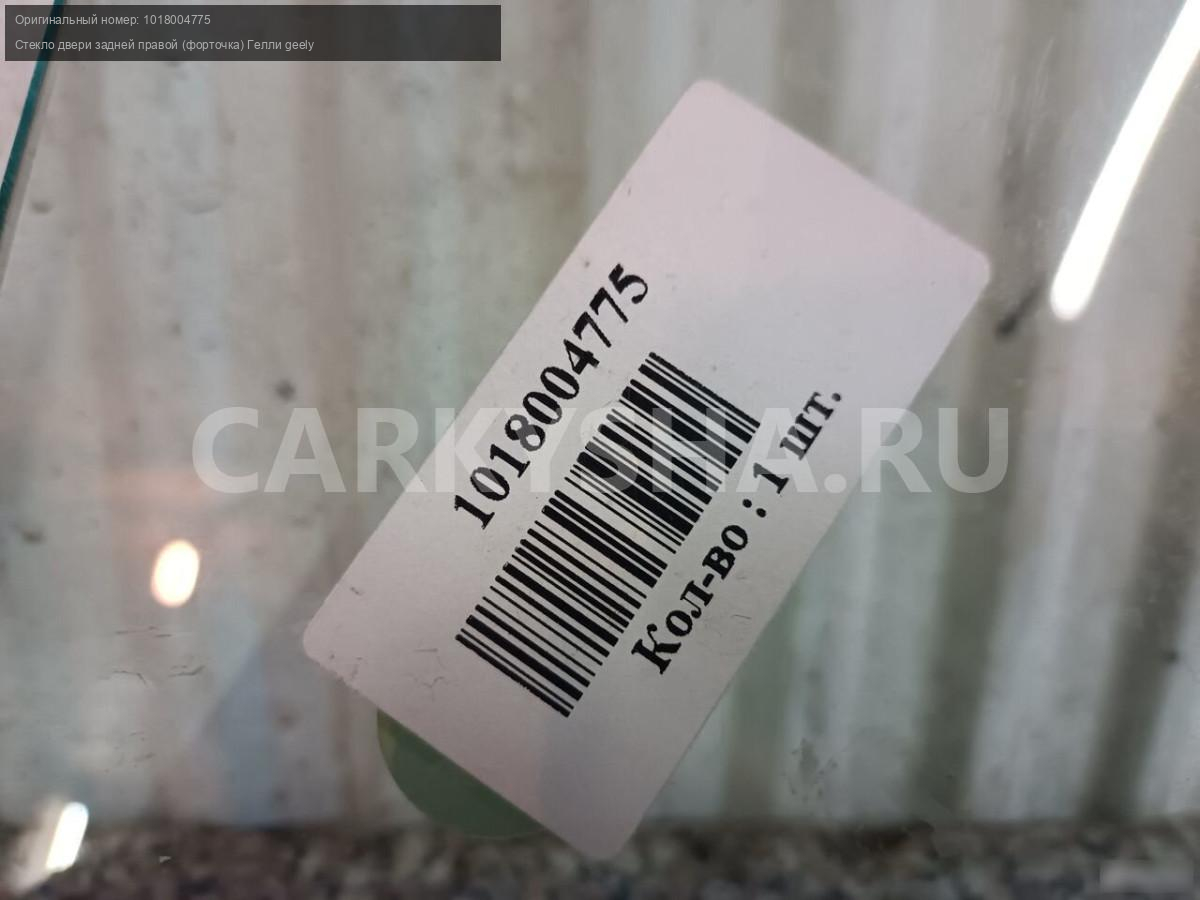 Оригинальный номер: 1018004775
Стекло двери задней правой (форточка) Гелли geely
1018004775
Кол-во : 1 шт.
CARKYSHA.RU